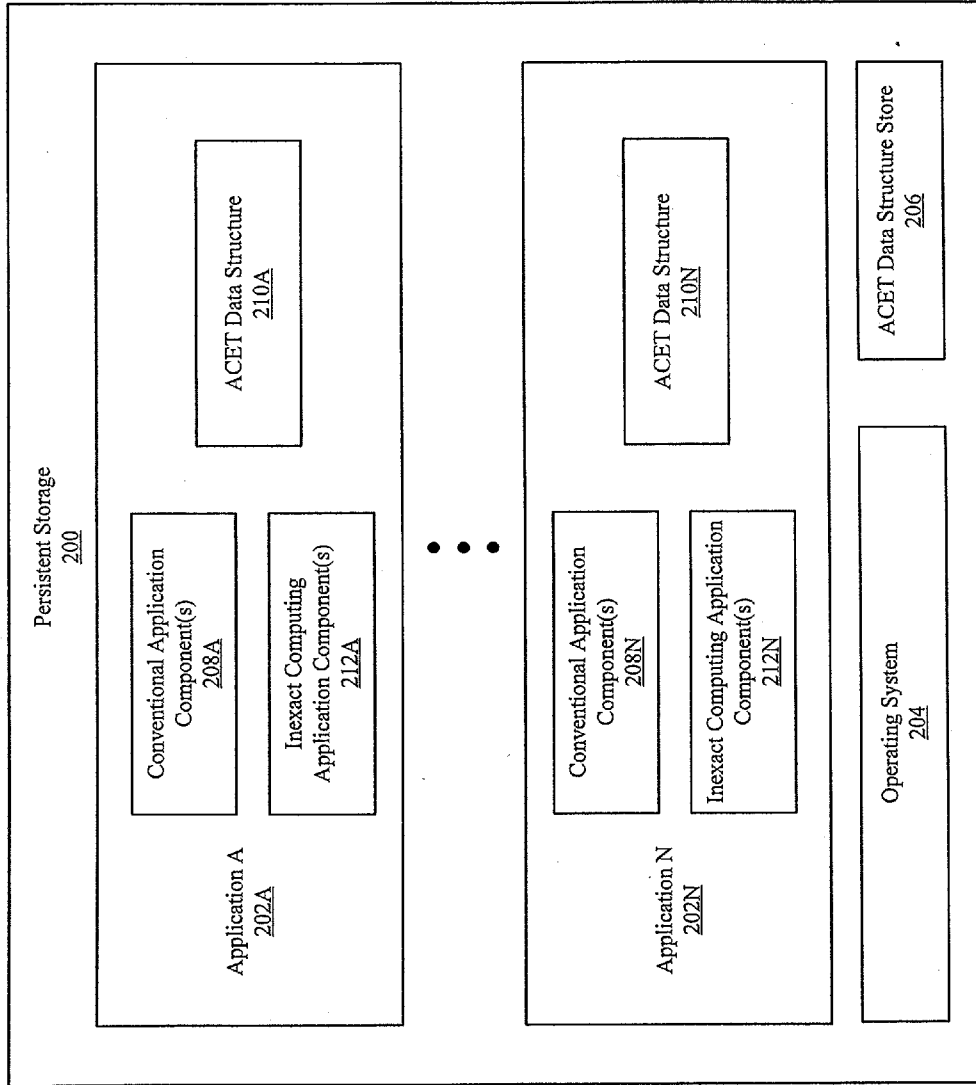 Persistent Storage
200
Application A
202A
Conventional Application
Component(s)
208A
Inexact Computing
Application Component(s)
212A
ACET Data Structure
210A
Application N
202N
Conventional Application
Component(s)
208N
Inexact Computing Application
Component(s)
212N
ACET Data Structure
210N
Operating System
204
ACET Data Structure Store
206